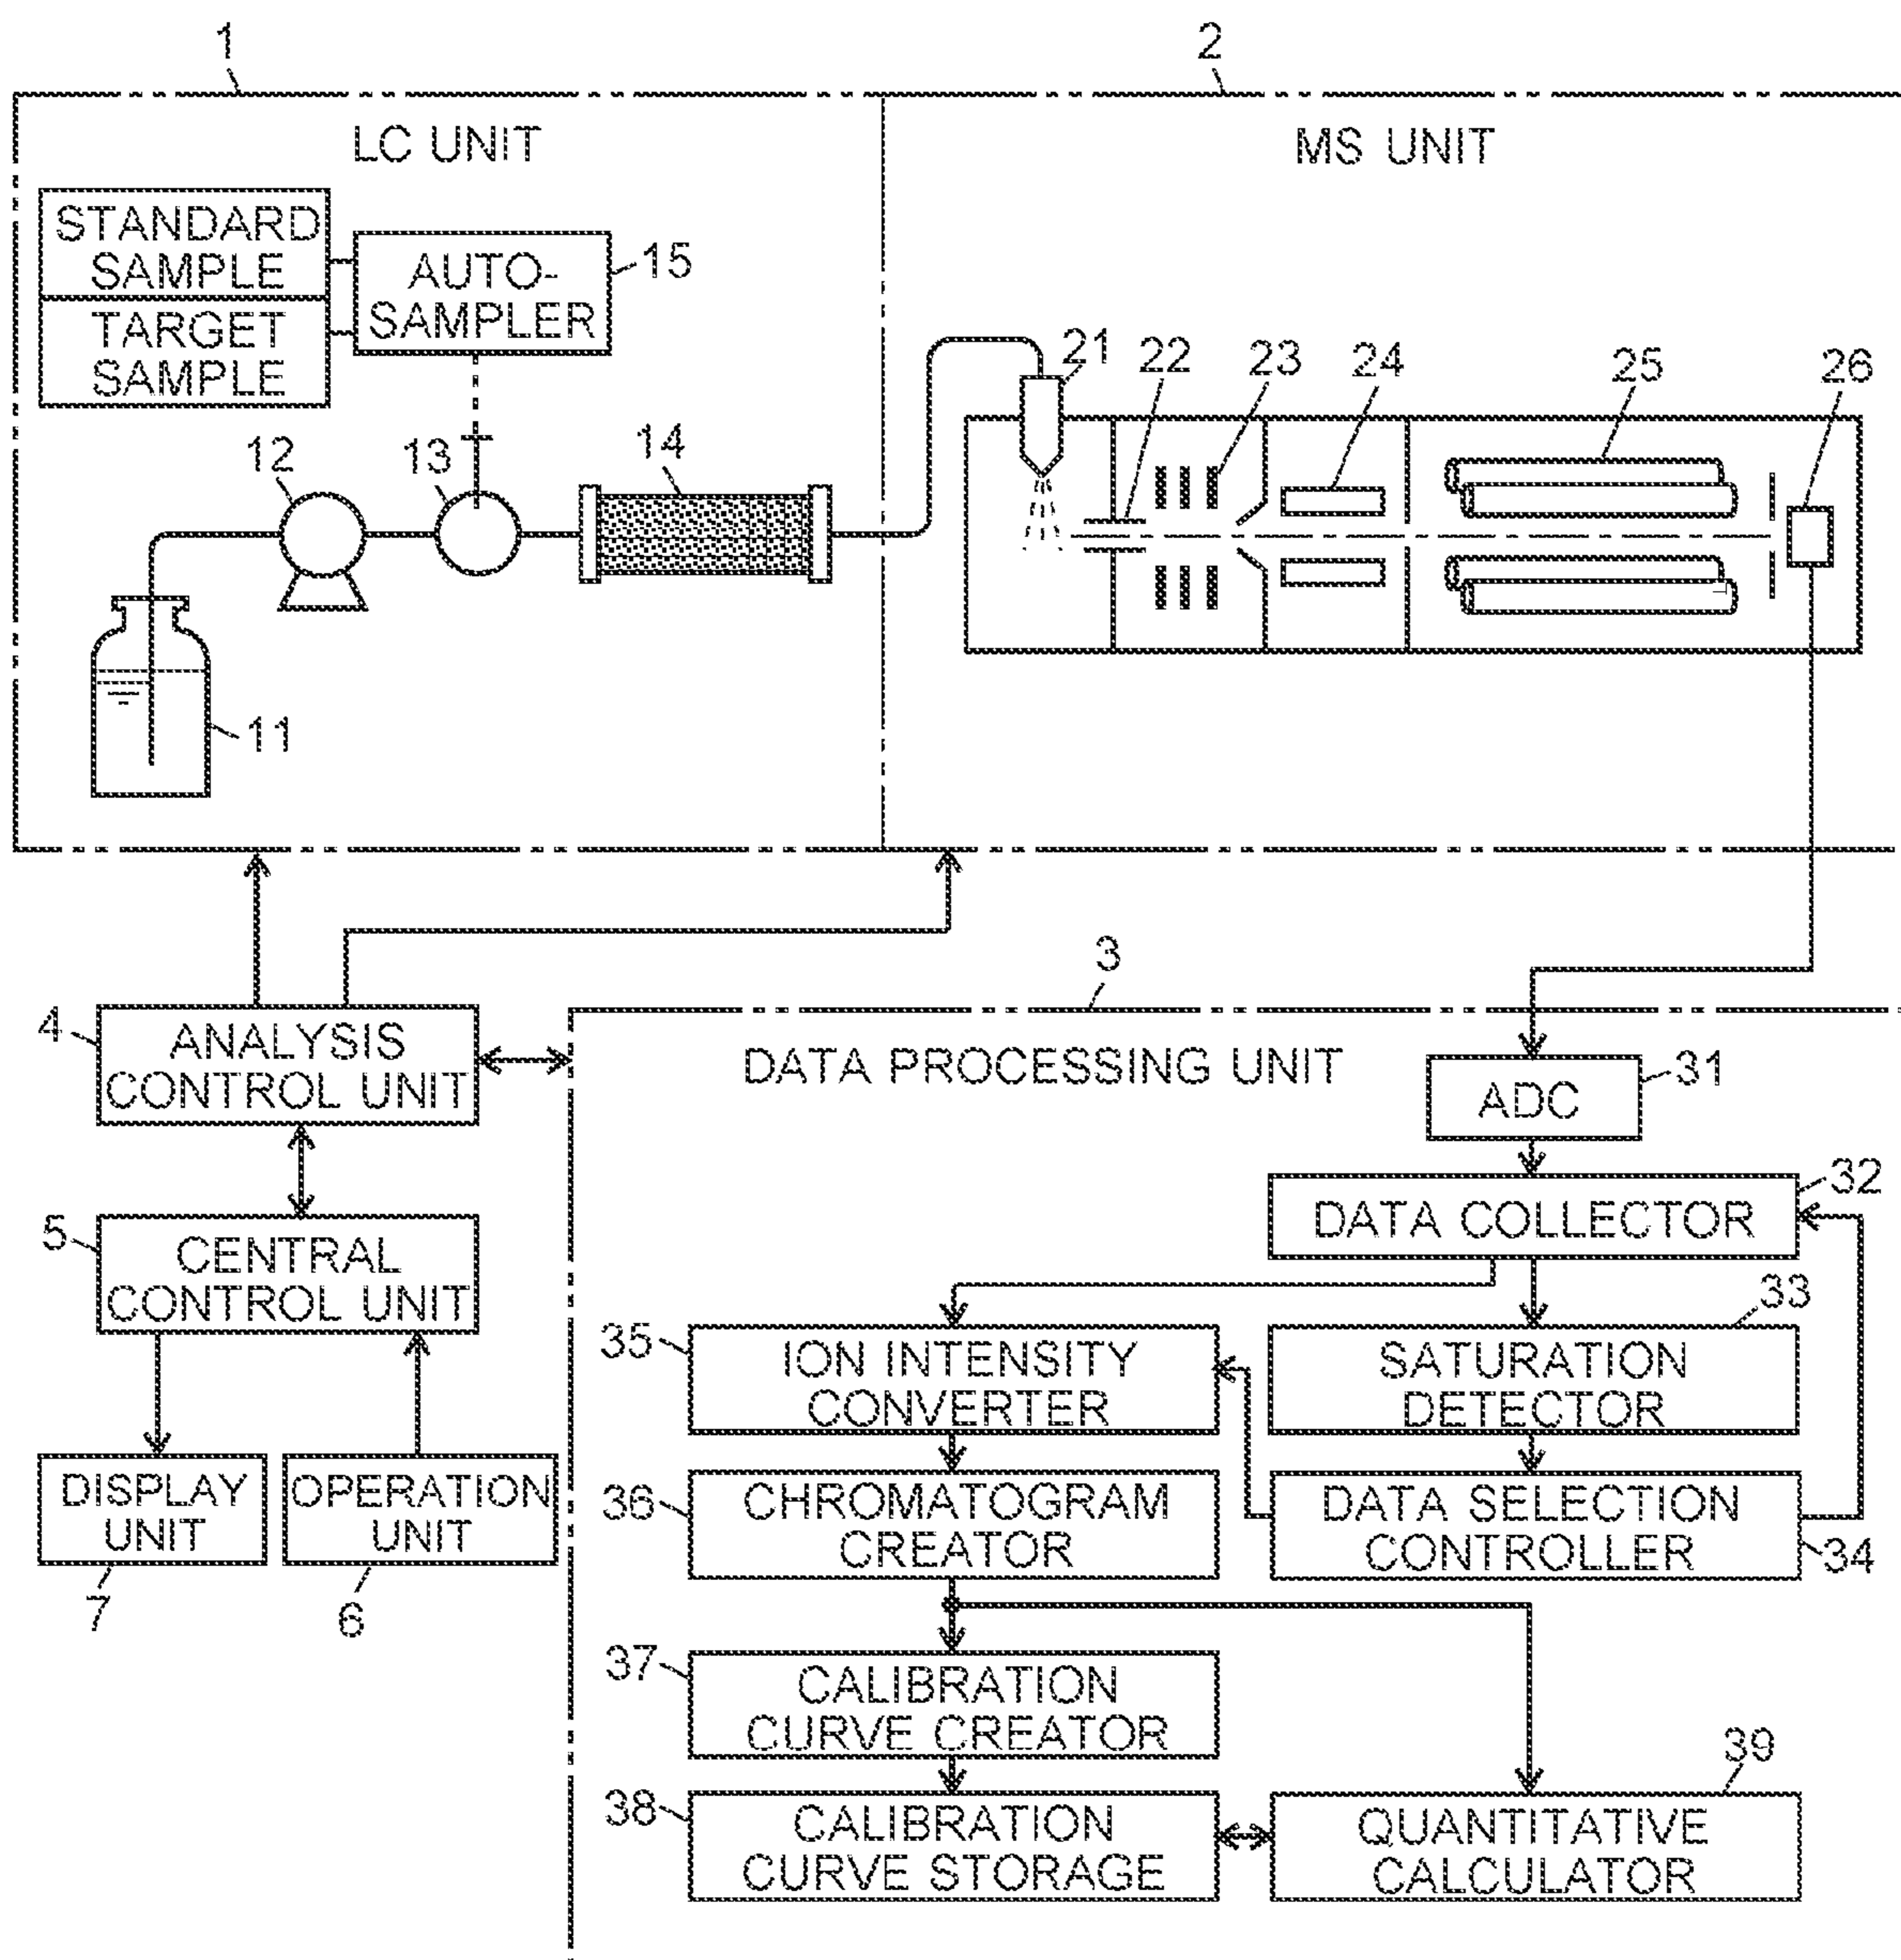 1
2
LC UNIT
MS UNIT
STANDARD
SAMPLE
TARGET
SAMPLE
AUTO-
SAMPLER
15
12
13
14
11
21
22
23
24
25
26
3
4
ANALYSIS
CONTROL UNIT
5
CENTRAL
CONTROL UNIT
DISPLAY
UNIT
7
OPERATION
UNIT
6
DATA PROCESSING UNIT
ADC
31
DATA COLLECTOR
32
35
ION INTENSITY
CONVERTER
33
SATURATION
DETECTOR
36
CHROMATOGRAM
CREATOR
DATA SELECTION
CONTROLLER
34
37
CALIBRATION
CURVE CREATOR
38
CALIBRATION
CURVE STORAGE
39
QUANTITATIVE
CALCULATOR